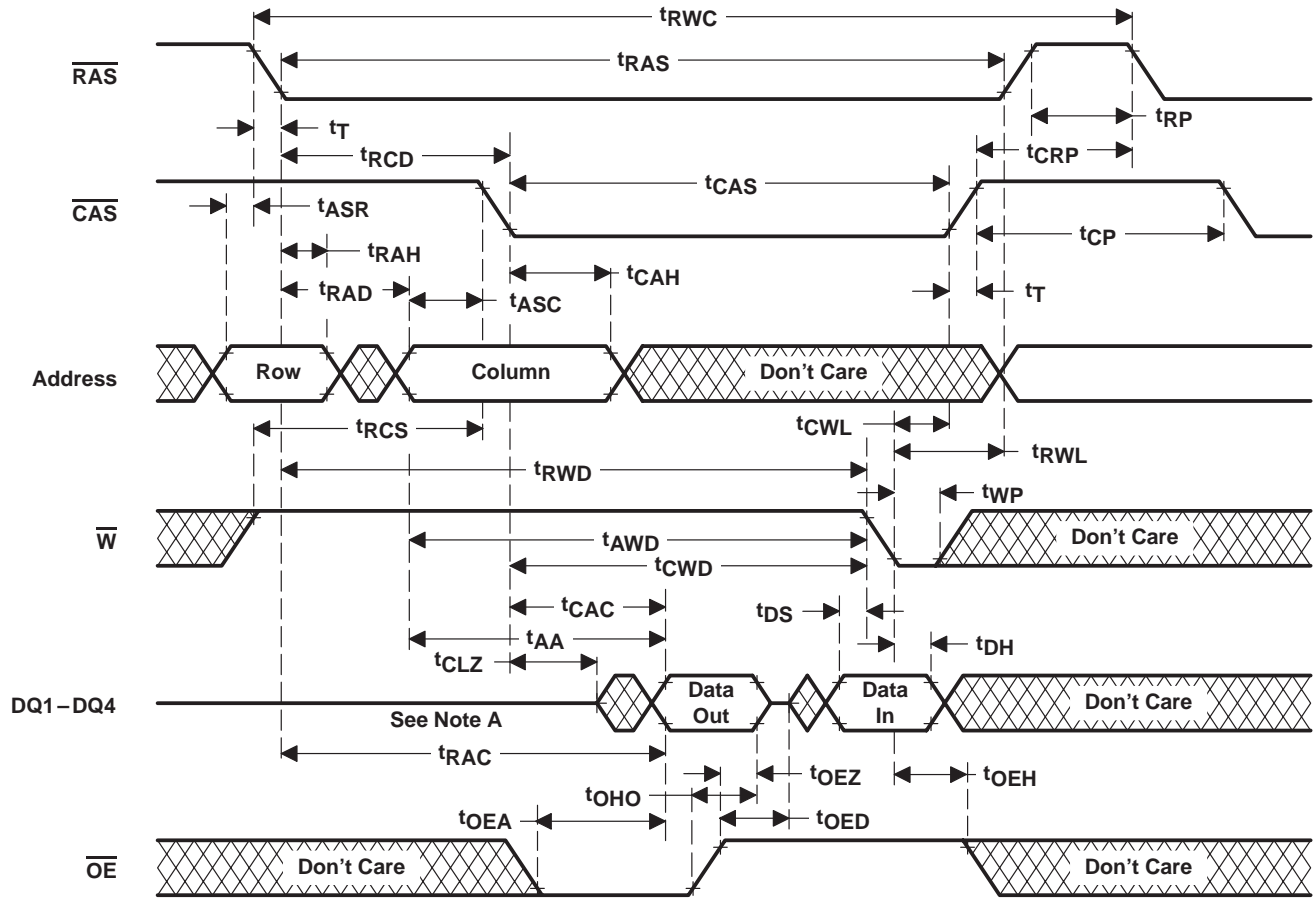 tRWC
RAS
tRAS
tT
tRP
tRCD
tCRP
CAS
tCAS
tASR
tCP
tRAH
tCAH
tRAD
tASC
tT
Address
Row
Column
Don't Care
tRCS
tCWL
tRWL
tRWD
tWP
W
Don't Care
tAWD
tCWD
tCAC
tDS
tAA
tDH
tCLZ
DQ1–DQ4
Data Out
Data In
Don't Care
See Note A
tRAC
tOEZ
tOEH
tOHO
tOEA
tOED
OE
Don't Care
Don't Care